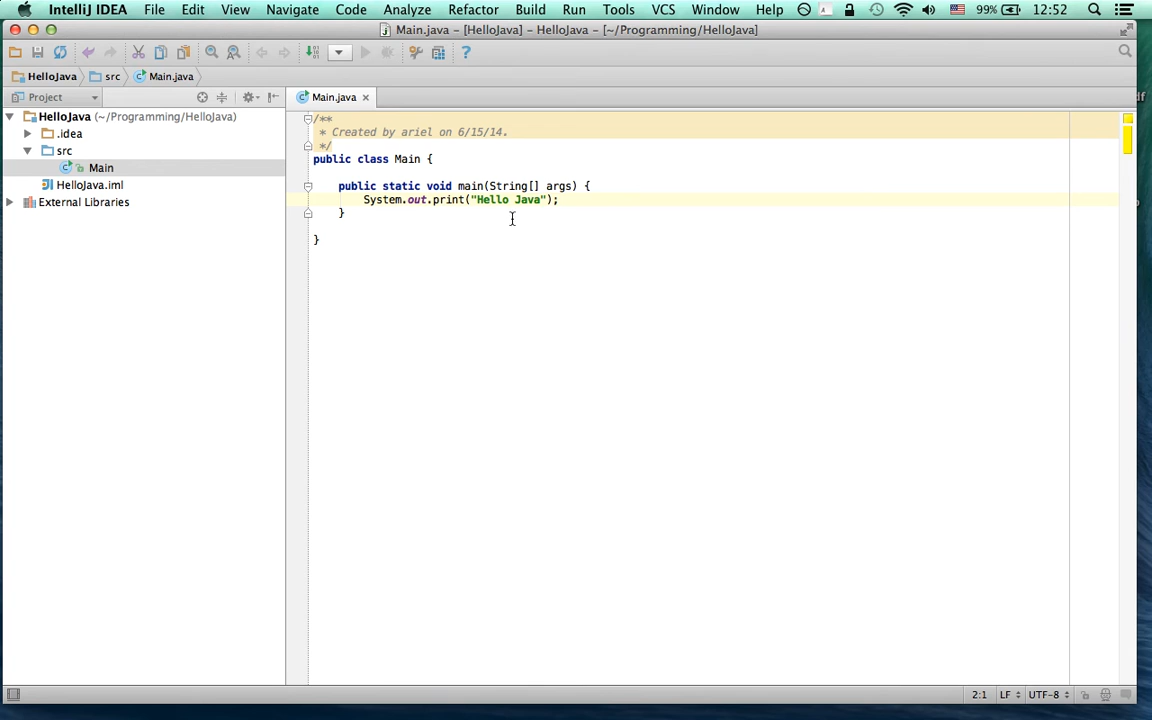 IntelliJ IDEA File Edit View Navigate Code Analyze Refactor Build Run Tools VCS Window Help 99% 12:52
Main.java – [HelloJava] – HelloJava – [~/Programming/HelloJava]
HelloJava src Main.java
Project
Main.java
HelloJava (~/Programming/HelloJava)
.idea
src
Main
HelloJava.iml
External Libraries
/**
* Created by ariel on 6/15/14.
*/
public class Main {
public static void main(String[] args) {
System.out.print("Hello Java");
}
}
2:1 LF UTF-8